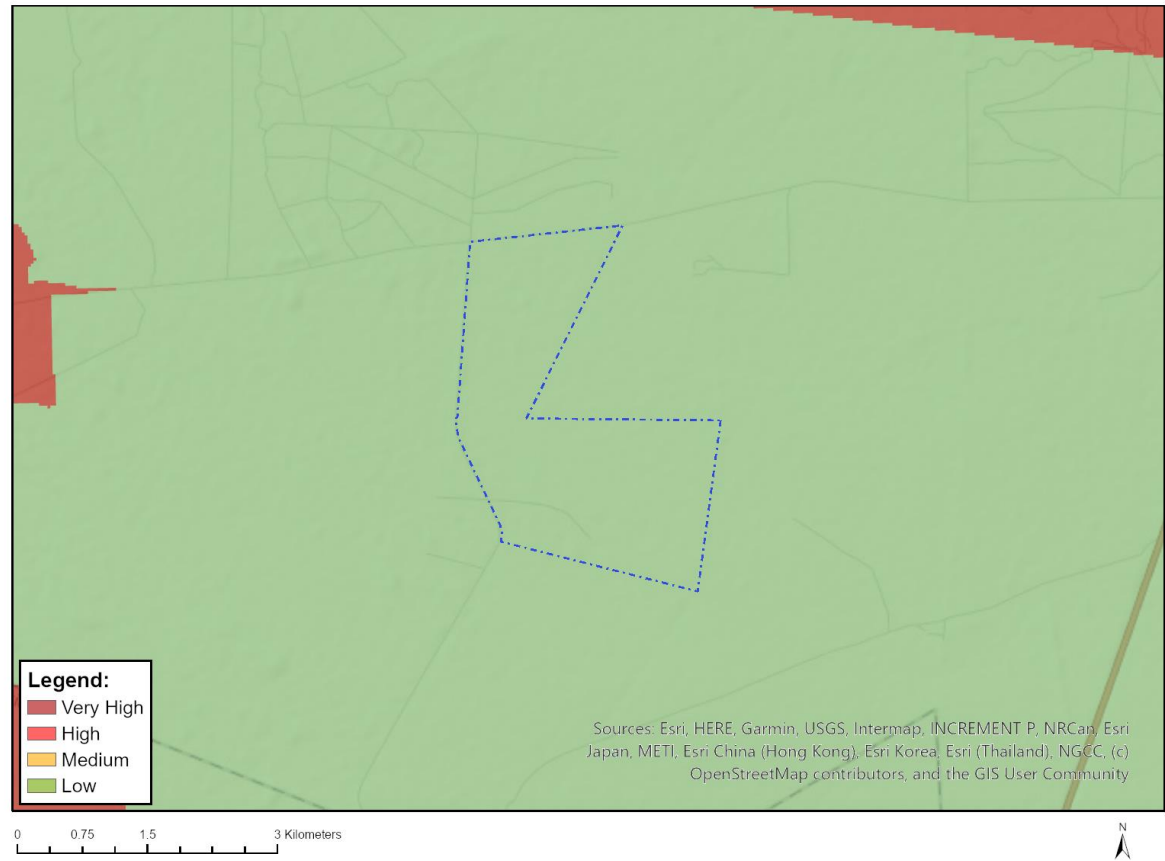 Legend:
Very High
High
Medium
Low
Sources: Esri, HERE, Garmin, USGS, Intermap, INCREMENT P, NRCan, Esri
Japan, METI, Esri China (Hong Kong), Esri Korea, Esri (Thailand), NGCC, (c)
OpenStreetMap contributors, and the GIS User Community
0 0.75 1.5 3 Kilometers
N